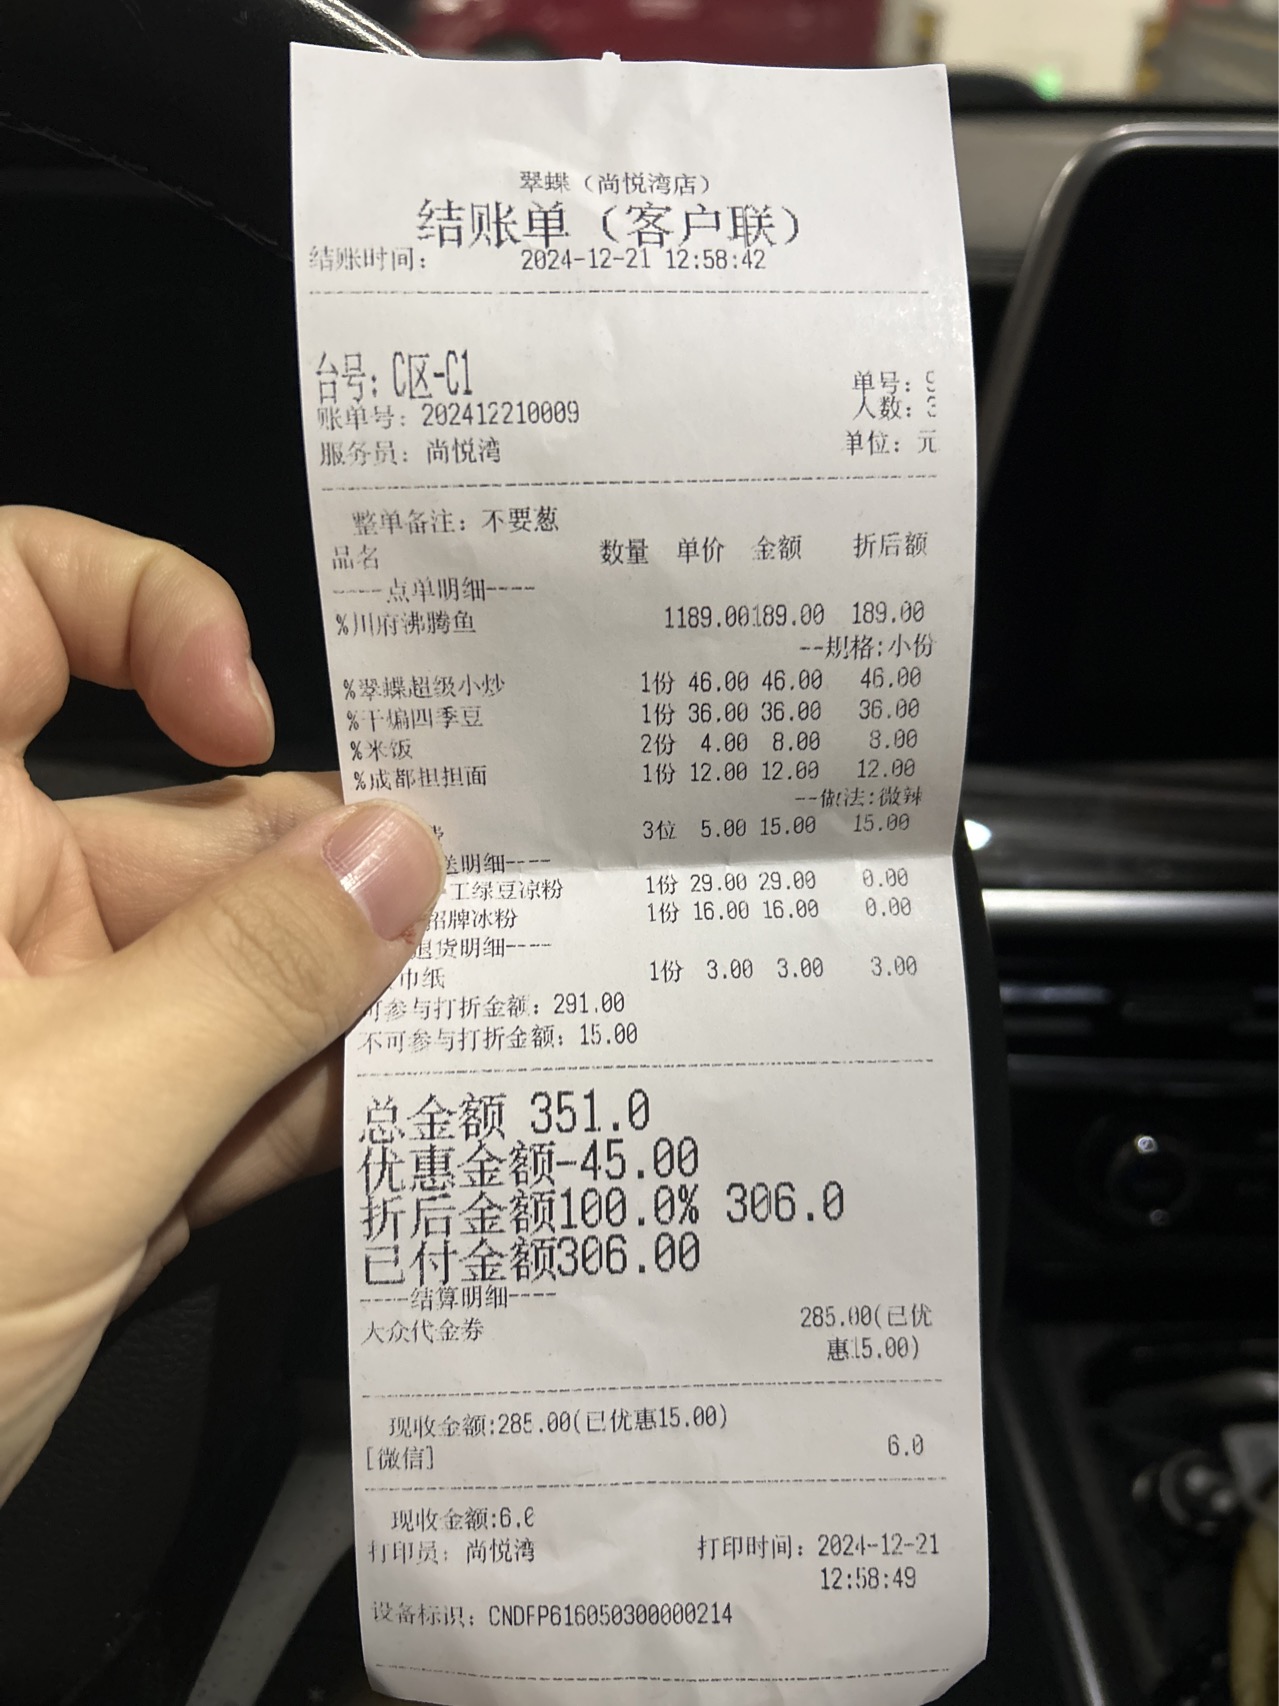 翠蝶（尚悦湾店）
结账单（客户联）
结账时间： 2024-12-21 12:58:42
台号：C区-C1
单号：9
账单号：202412210009
人数：3
服务员：尚悦湾 单位：元
整单备注：不要葱
品名 数量 单价 金额 折后额
----点单明细----
%川府沸腾鱼 1189.00189.00 189.00
--规格:小份
%翠蝶超级小炒 1份 46.00 46.00 46.00
%干煸四季豆 1份 36.00 36.00 36.00
%米饭 2份 4.00 8.00 8.00
%成都担担面 1份 12.00 12.00 12.00
--做法:微辣
费 3位 5.00 15.00 15.00
送明细----
工绿豆凉粉 1份 29.00 29.00 0.00
招牌冰粉 1份 16.00 16.00 0.00
退货明细----
巾纸 1份 3.00 3.00 3.00
可参与打折金额：291.00
不可参与打折金额：15.00
总金额 351.0
优惠金额-45.00
折后金额100.0% 306.0
已付金额306.00
----结算明细----
大众代金券 285.00(已优
惠15.00)
现收金额:285.00(已优惠15.00)
[微信] 6.0
现收金额:6.0
打印员：尚悦湾 打印时间：2024-12-21
12:58:49
设备标识：CNDFP616050300000214